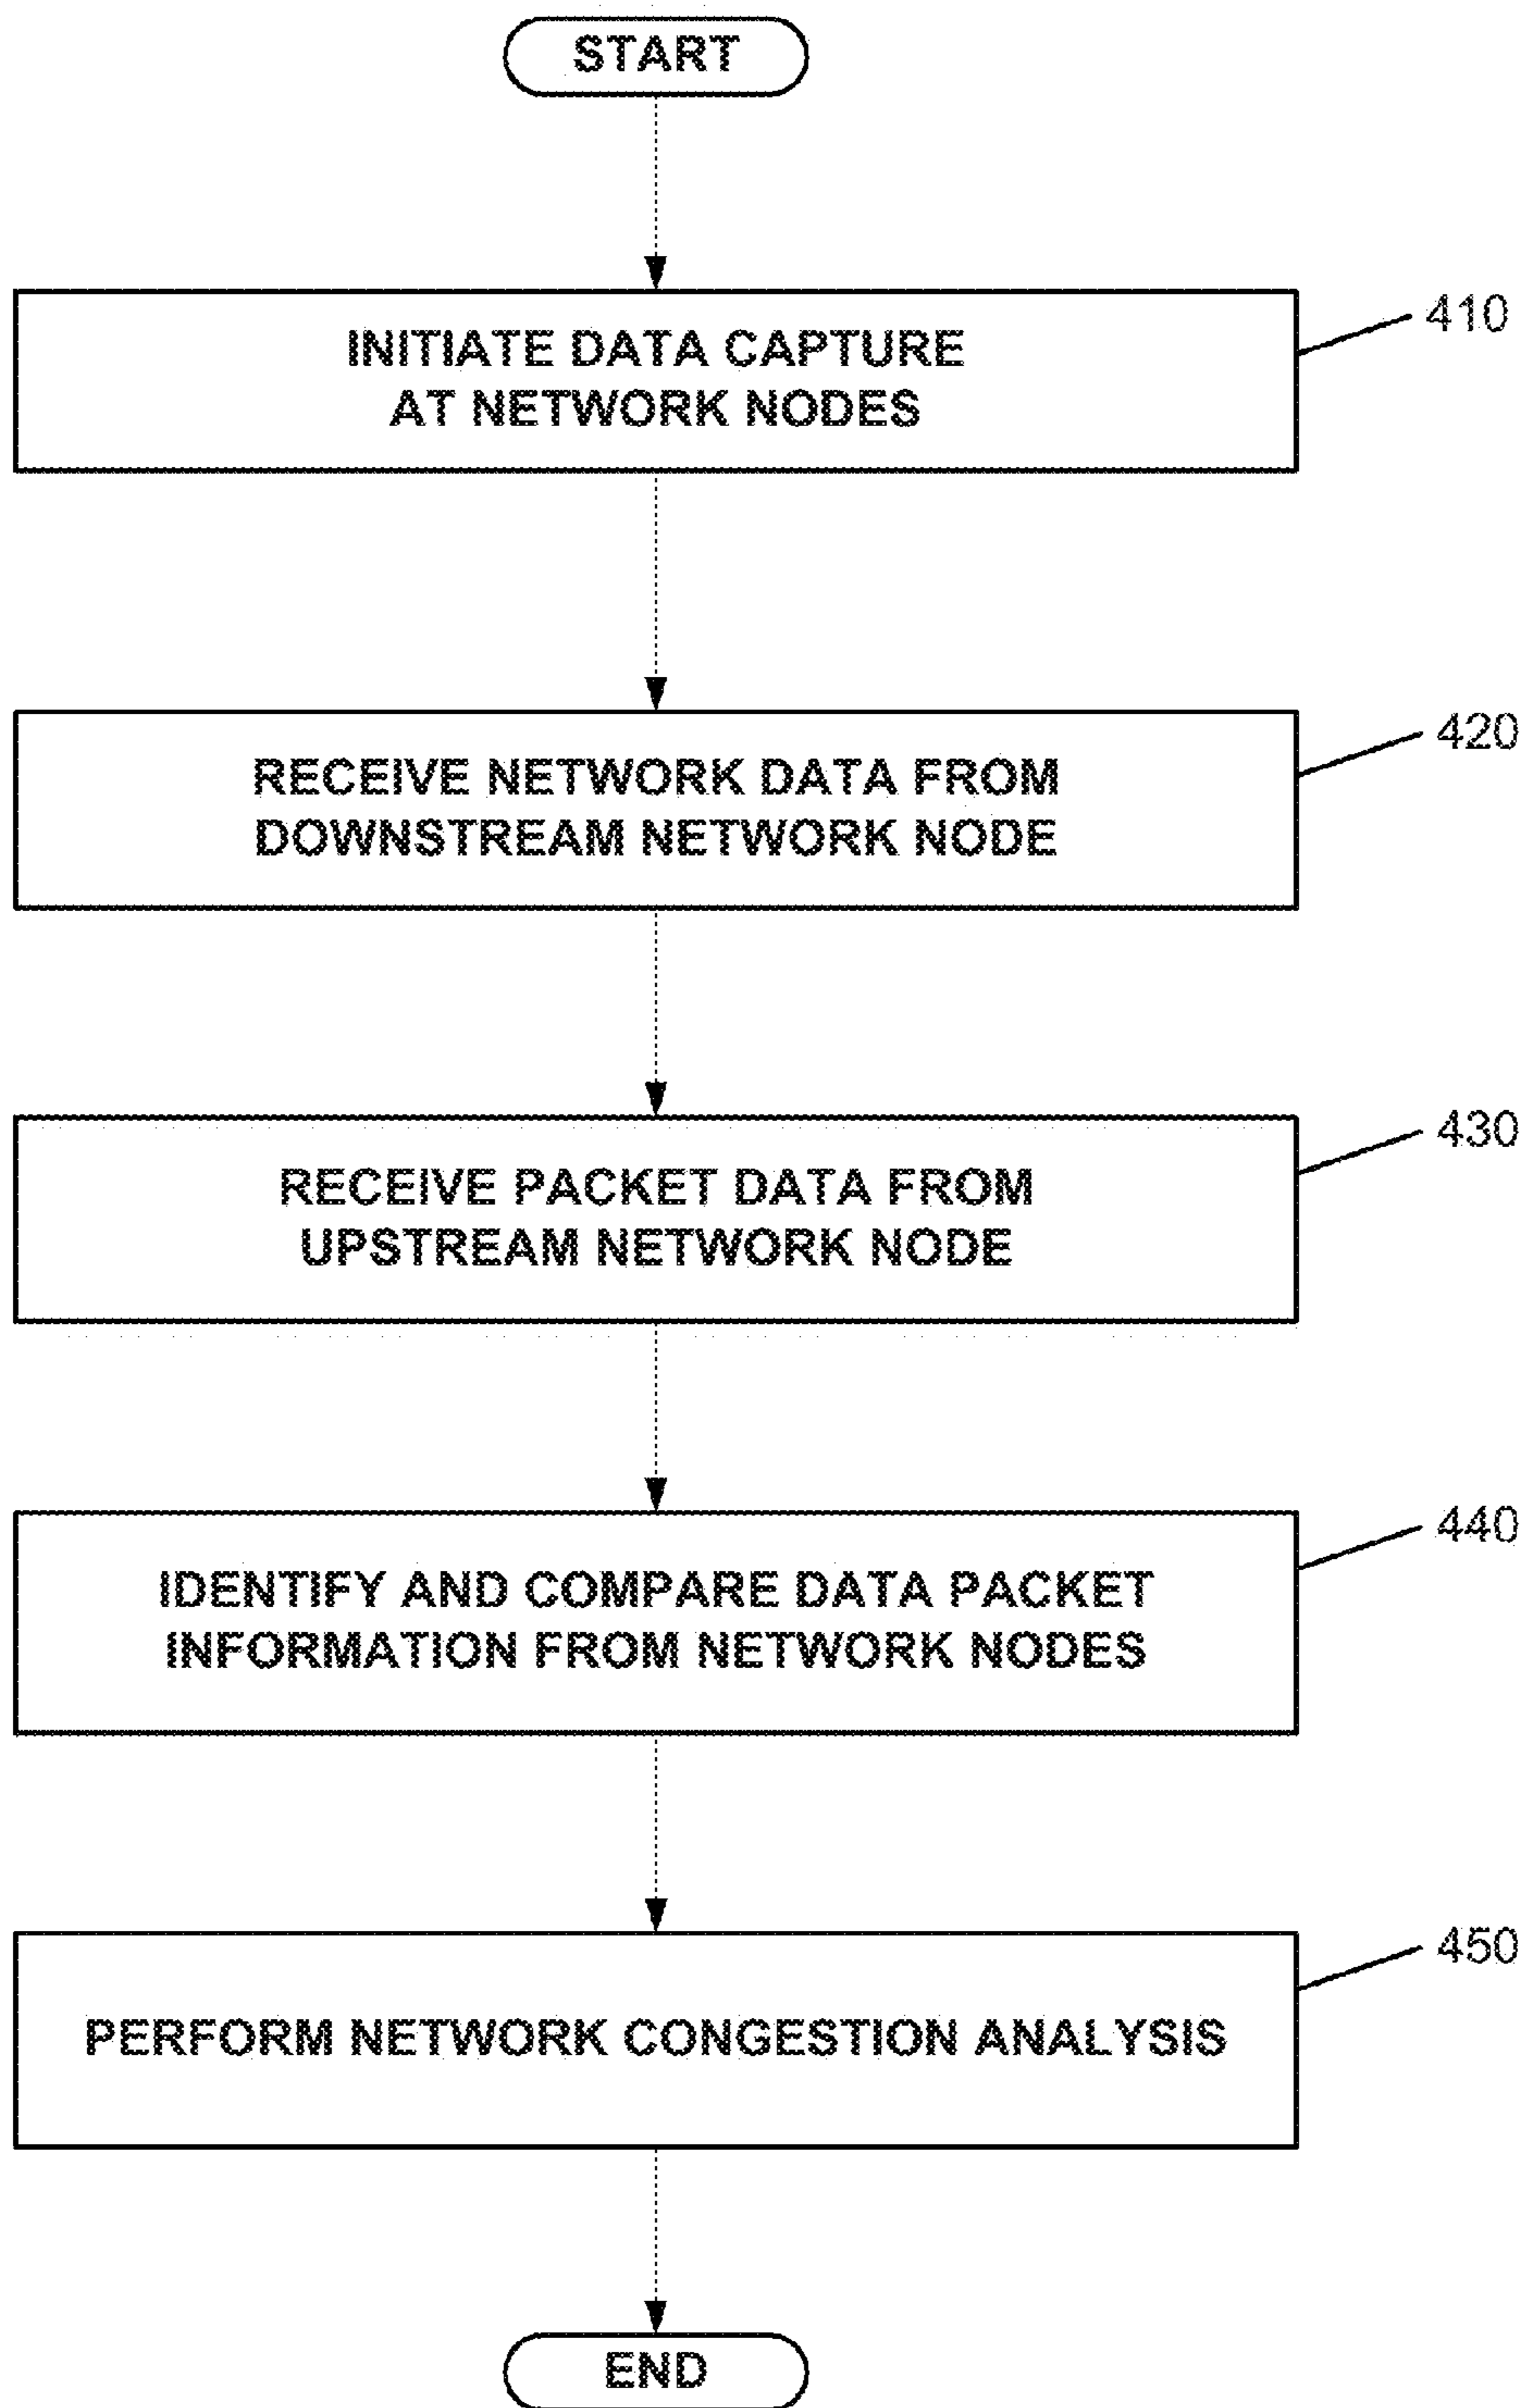 START
INITIATE DATA CAPTURE
AT NETWORK NODES
410
RECEIVE NETWORK DATA FROM
DOWNSTREAM NETWORK NODE
420
RECEIVE PACKET DATA FROM
UPSTREAM NETWORK NODE
430
IDENTIFY AND COMPARE DATA PACKET
INFORMATION FROM NETWORK NODES
440
PERFORM NETWORK CONGESTION ANALYSIS
450
END